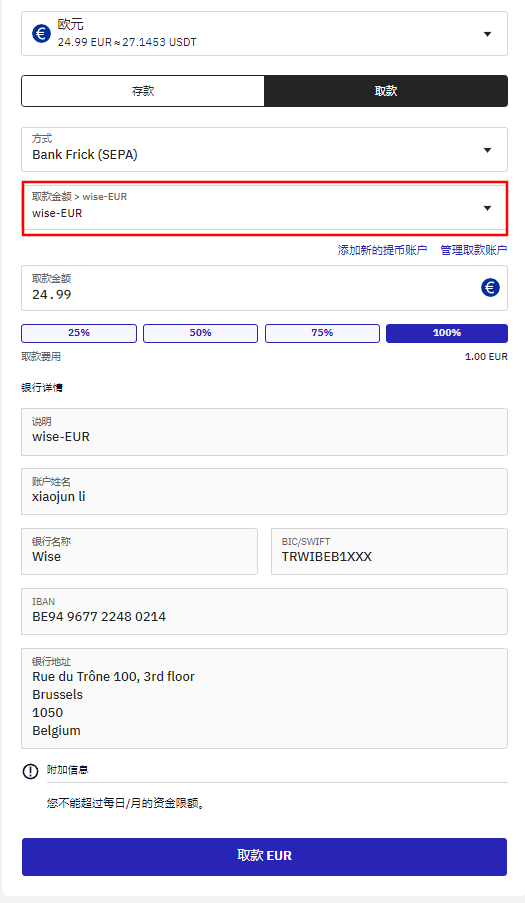 欧元
24.99 EUR≈27.1453 USDT
存款
取款
方式
Bank Frick (SEPA)
取款金额 > wise-EUR
wise-EUR
添加新的提币账户 管理取款账户
取款金额
24.99
25%
50%
75%
100%
取款费用
1.00 EUR
银行详情
说明
wise-EUR
账户姓名
xiaojun li
银行名称
Wise
BIC/SWIFT
TRWIBEB1XXX
IBAN
BE94 9677 2248 0214
银行地址
Rue du Trône 100, 3rd floor
Brussels
1050
Belgium
附加信息
您不能超过每日/月的资金限额。
取款 EUR